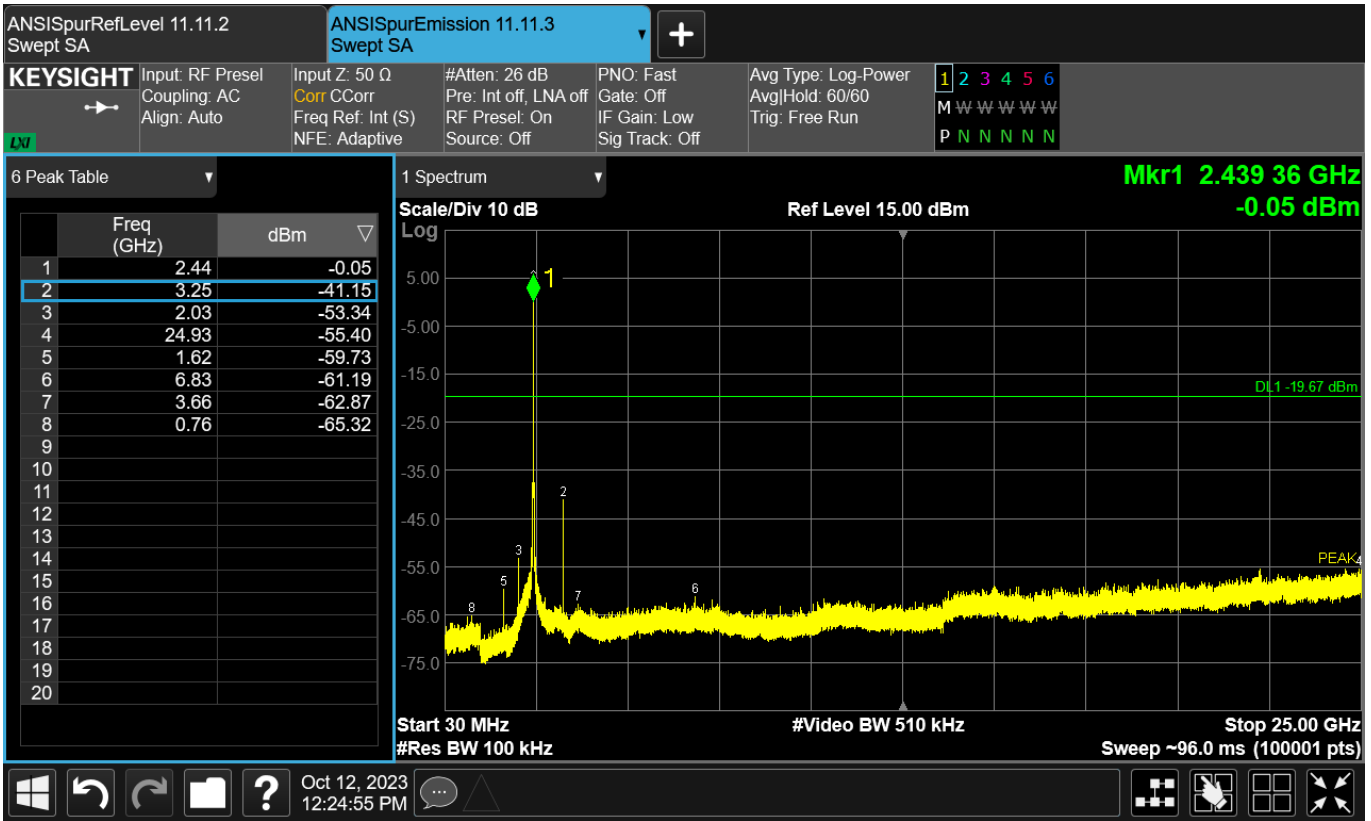 ANSISpurRefLevel 11.11.2
Swept SA
ANSISpurEmission 11.11.3
Swept SA
KEYSIGHT
LXI
Input: RF Presel
Coupling: AC
Align: Auto
Input Z: 50 Ω
Corr CCorr
Freq Ref: Int (S)
NFE: Adaptive
#Atten: 26 dB
Pre: Int off, LNA off
RF Presel: On
Source: Off
PNO: Fast
Gate: Off
IF Gain: Low
Sig Track: Off
Avg Type: Log-Power
Avg|Hold: 60/60
Trig: Free Run
1 2 3 4 5 6
M W W W W W W
P N N N N N N
6 Peak Table
Freq (GHz) dBm
1 2.44 -0.05
2 3.25 -41.15
3 2.03 -53.34
4 24.93 -55.40
5 1.62 -59.73
6 6.83 -61.19
7 3.66 -62.87
8 0.76 -65.32
9
10
11
12
13
14
15
16
17
18
19
20
1 Spectrum
Mkr1 2.439 36 GHz
-0.05 dBm
Scale/Div 10 dB
Ref Level 15.00 dBm
Log
5.00
-5.00
-15.0
-25.0
-35.0
-45.0
-55.0
-65.0
-75.0
1
DL1 -19.67 dBm
2
3
PEAK
4
5
6
7
8
Start 30 MHz
#Video BW 510 kHz
Stop 25.00 GHz
#Res BW 100 kHz
Sweep ~96.0 ms (100001 pts)
?
Oct 12, 2023
12:24:55 PM